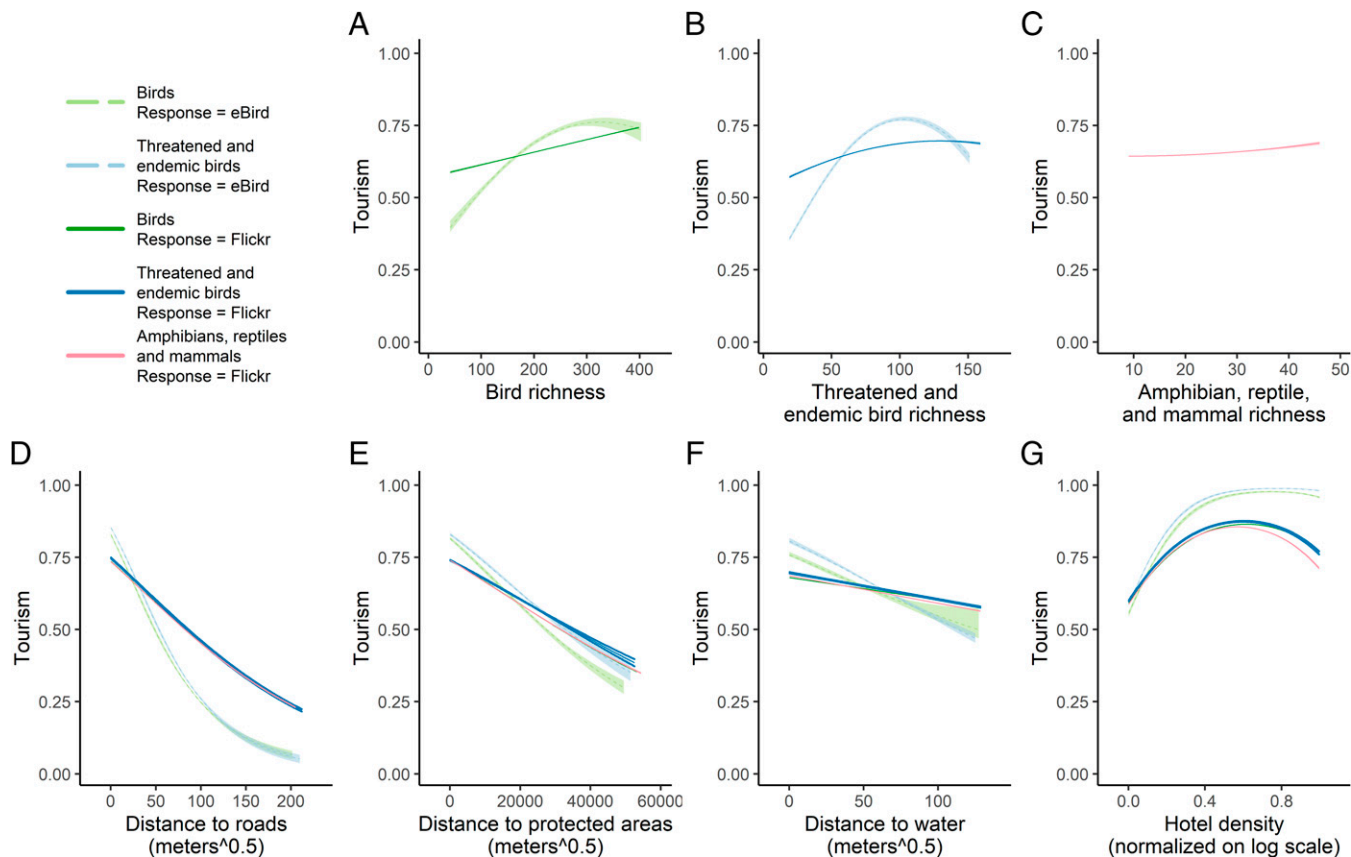 A
B
C
Birds
Response = eBird
Threatened and
endemic birds
Response = eBird
Birds
Response = Flickr
Threatened and
endemic birds
Response = Flickr
Amphibians, reptiles
and mammals
Response = Flickr
Tourism
1.00
0.75
0.50
0.25
0.00
0 100 200 300 400
Bird richness
Tourism
1.00
0.75
0.50
0.25
0.00
0 50 100 150
Threatened and
endemic bird richness
Tourism
1.00
0.75
0.50
0.25
0.00
10 20 30 40 50
Amphibian, reptile,
and mammal richness
D
Tourism
1.00
0.75
0.50
0.25
0.00
0 50 100 150 200
Distance to roads
(meters^0.5)
E
Tourism
1.00
0.75
0.50
0.25
0.00
0 20000 40000 60000
Distance to protected areas
(meters^0.5)
F
Tourism
1.00
0.75
0.50
0.25
0.00
0 50 100
Distance to water
(meters^0.5)
G
Tourism
1.00
0.75
0.50
0.25
0.00
0.0 0.4 0.8
Hotel density
(normalized on log scale)